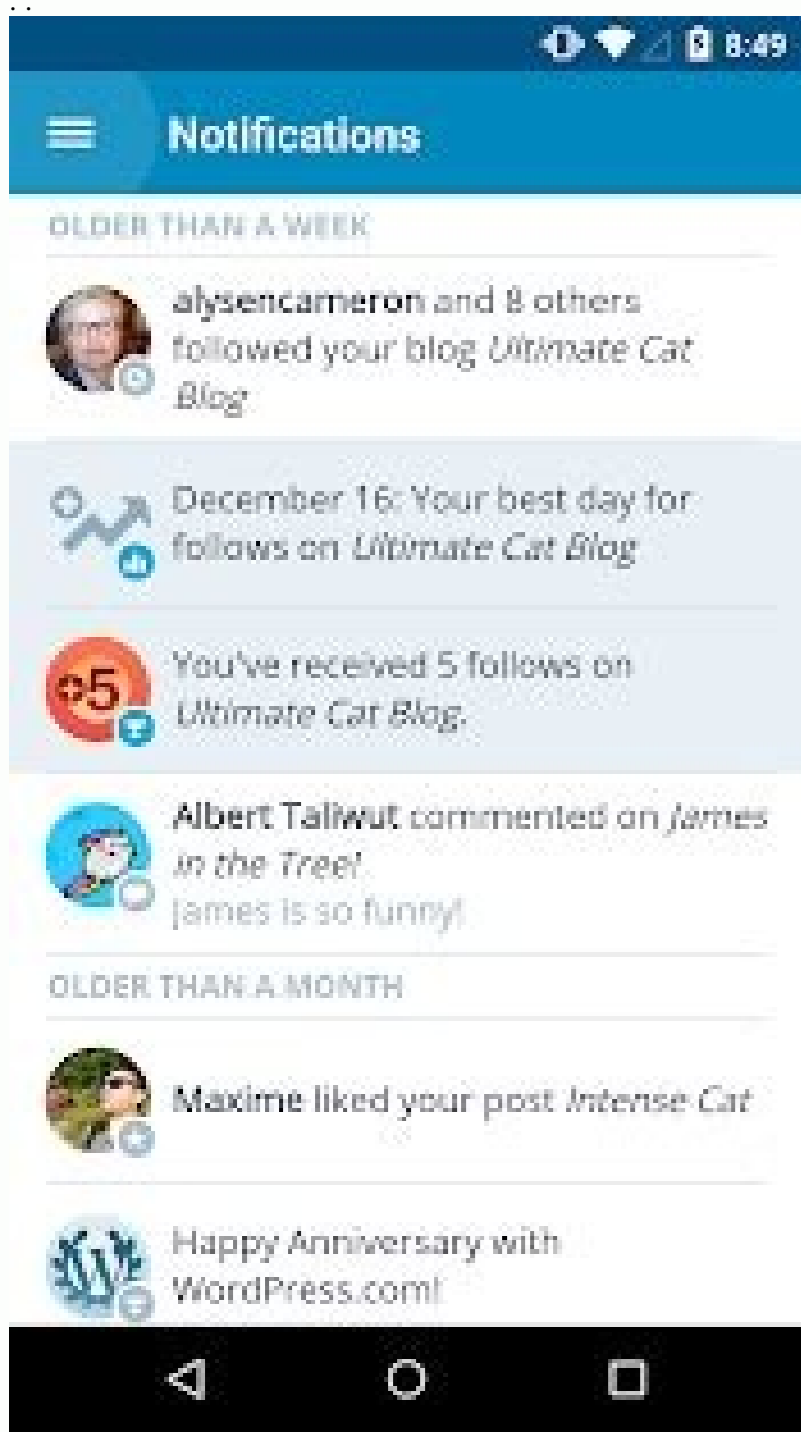 8:49
Notifications
OLDER THAN A WEEK
alysencameron and 8 others
followed your blog Ultimate Cat
Blog
December 16: Your best day for
follows on Ultimate Cat Blog
+5
You've received 5 follows on
Ultimate Cat Blog.
Albert Taliwut commented on James
in the Tree!
James is so funny!
OLDER THAN A MONTH
Maxime liked your post Intense Cat
Happy Anniversary with
WordPress.com!